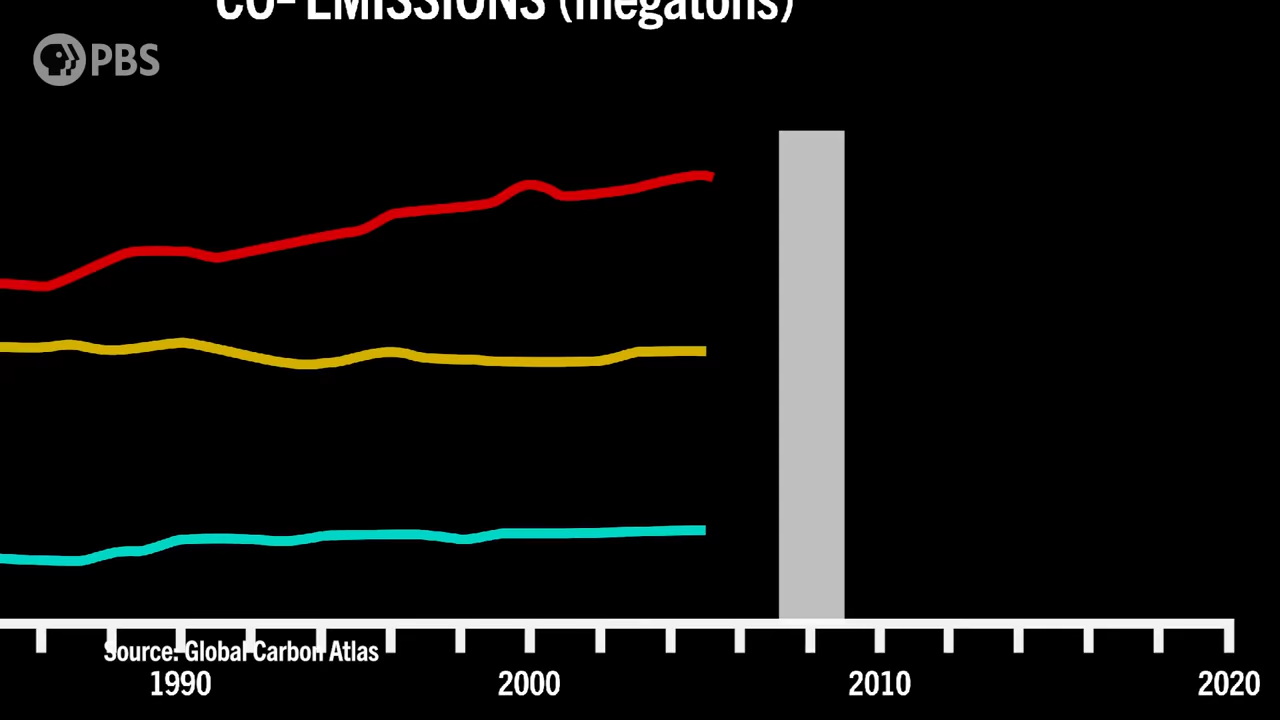 CO² EMISSIONS (megatons)
PBS
Source: Global Carbon Atlas
1990 2000 2010 2020